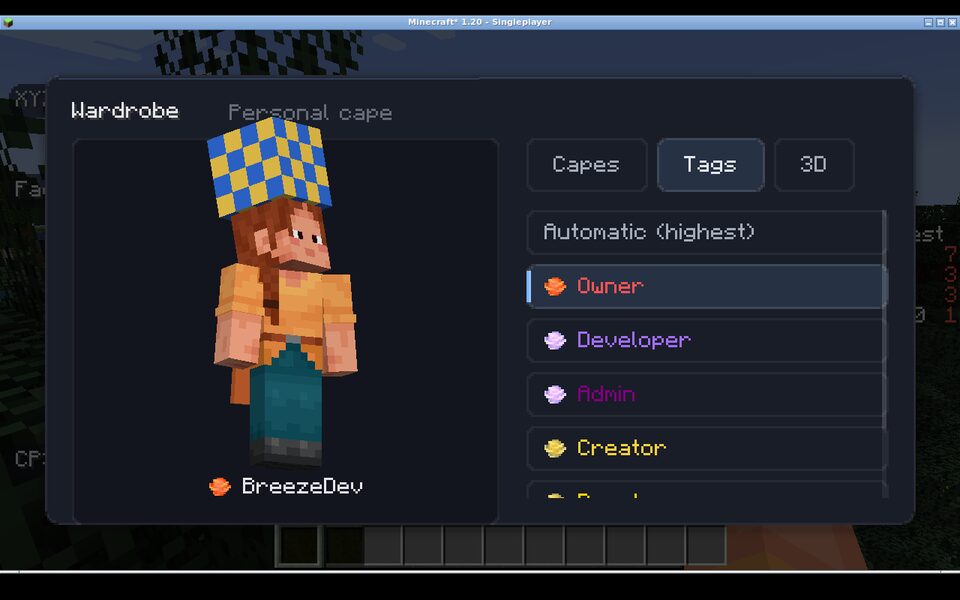 Minecraft* 1.20 - Singleplayer
Wardrobe
Personal cape
Capes
Tags
3D
Automatic (highest)
Owner
Developer
Admin
Creator
BreezeDev